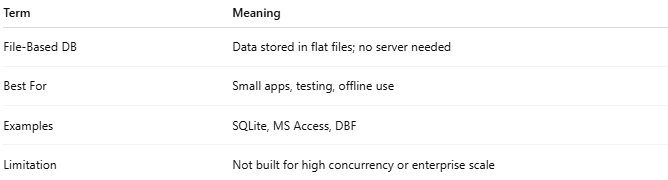 Term Meaning
File-Based DB Data stored in flat files; no server needed
Best For Small apps, testing, offline use
Examples SQLite, MS Access, DBF
Limitation Not built for high concurrency or enterprise scale